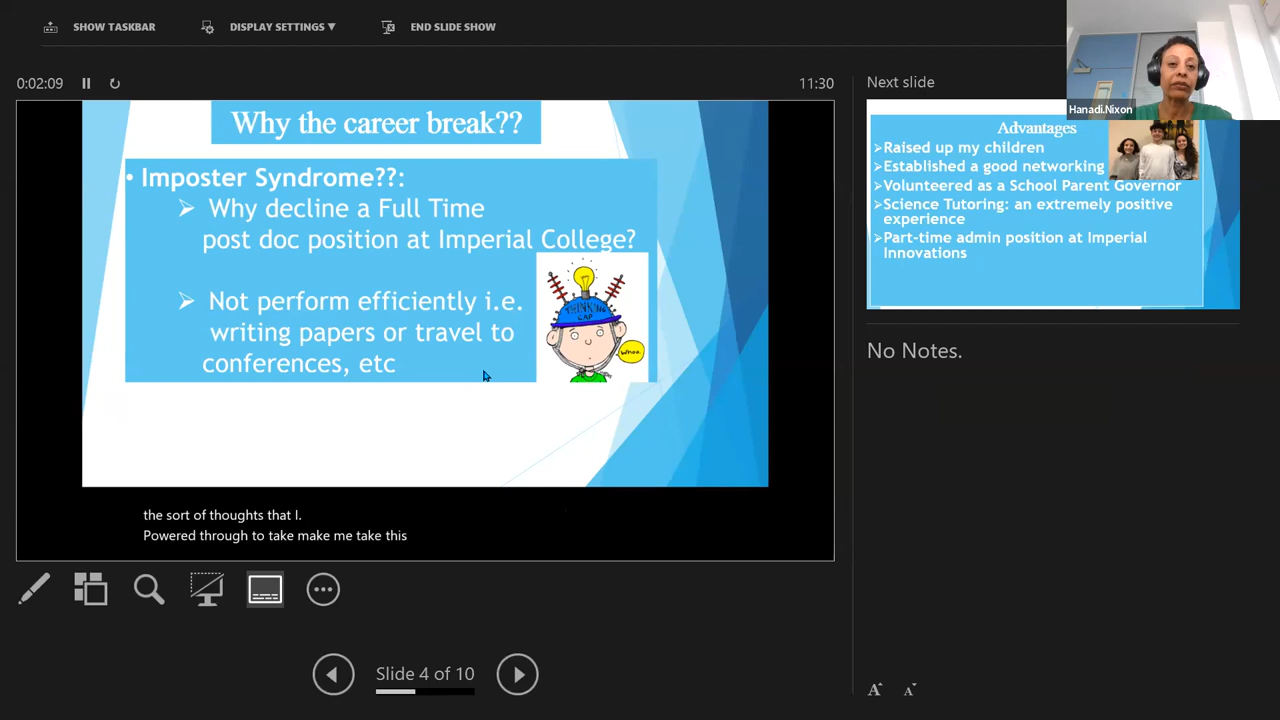 SHOW TASKBAR
DISPLAY SETTINGS ▼
END SLIDE SHOW
0:02:09
11:30
Why the career break??
• Imposter Syndrome??:
➢ Why decline a Full Time
post doc position at Imperial College?
➢ Not perform efficiently i.e.
writing papers or travel to
conferences, etc
THINKING
CAP
Whoa.
the sort of thoughts that I.
Powered through to take make me take this
Slide 4 of 10
Hanadi.Nixon
Next slide
Advantages
➢Raised up my children
➢Established a good networking
➢Volunteered as a School Parent Governor
➢Science Tutoring: an extremely positive
experience
➢Part-time admin position at Imperial
Innovations
No Notes.
A A